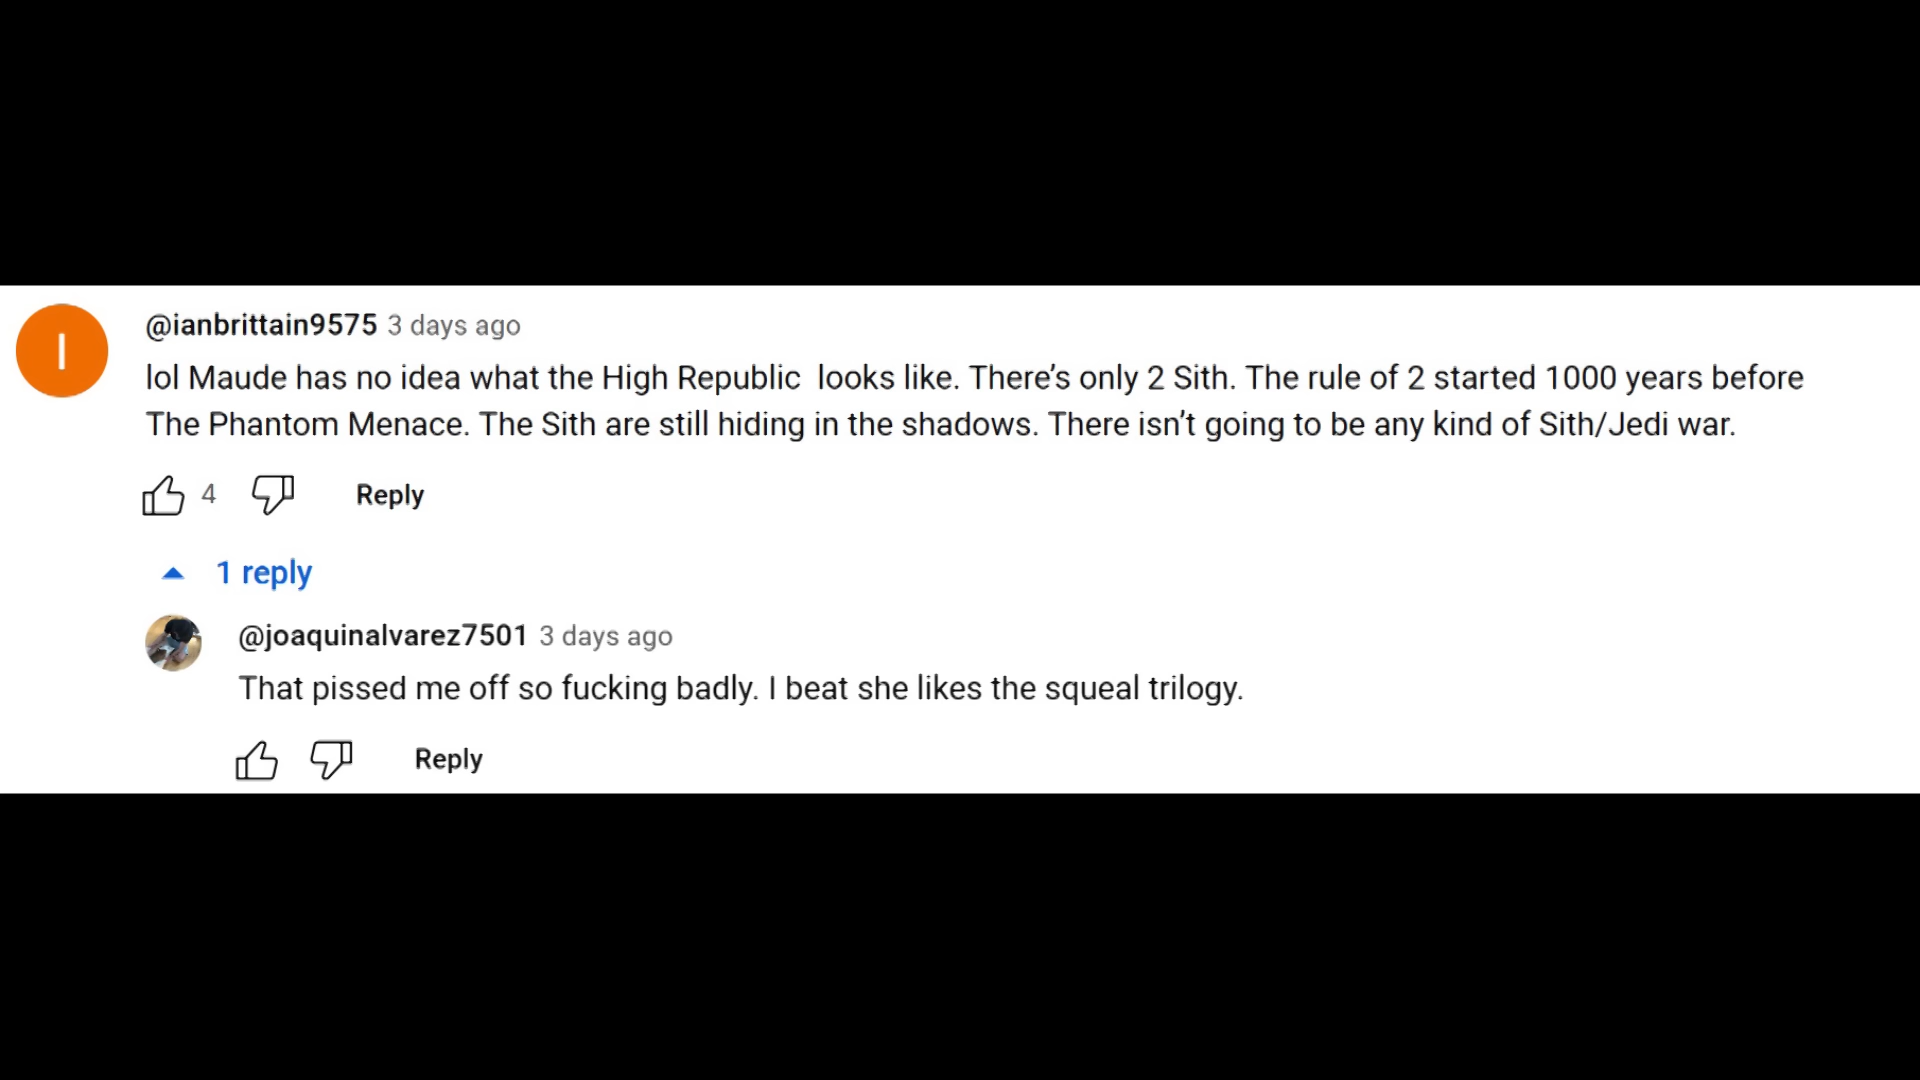 I
@ianbrittain9575 3 days ago
lol Maude has no idea what the High Republic  looks like. There’s only 2 Sith. The rule of 2 started 1000 years before
The Phantom Menace. The Sith are still hiding in the shadows. There isn’t going to be any kind of Sith/Jedi war.
4 Reply
1 reply
@joaquinalvarez7501 3 days ago
That pissed me off so fucking badly. I beat she likes the squeal trilogy.
Reply